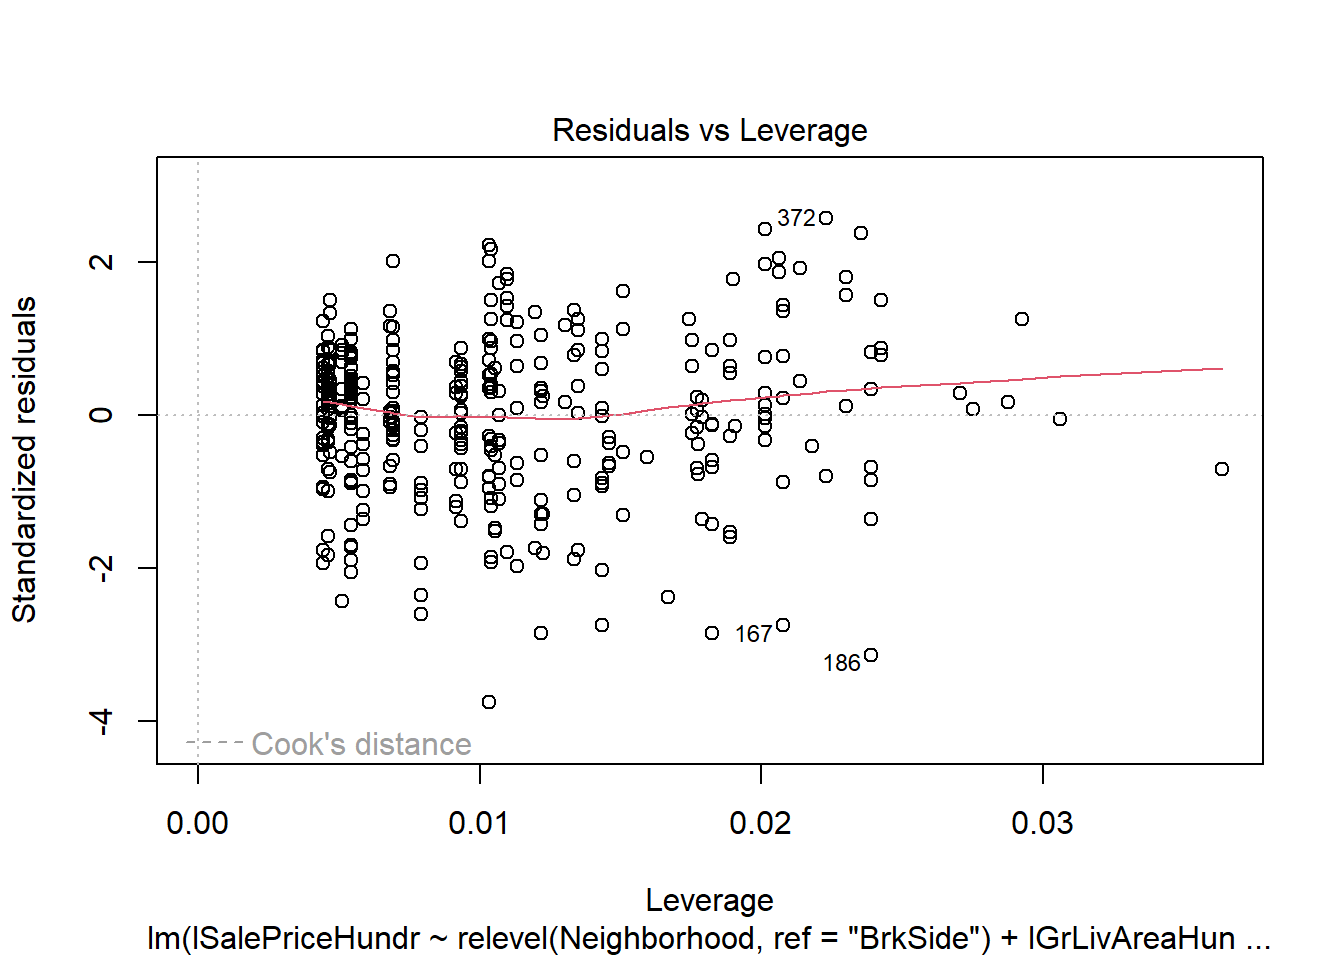 Residuals vs Leverage
Standardized residuals
2
0
-2
-4
372
167
186
Cook's distance
0.00 0.01 0.02 0.03
Leverage
lm(lSalePriceHundr ~ relevel(Neighborhood, ref = "BrkSide") + lGrLivAreaHun ...